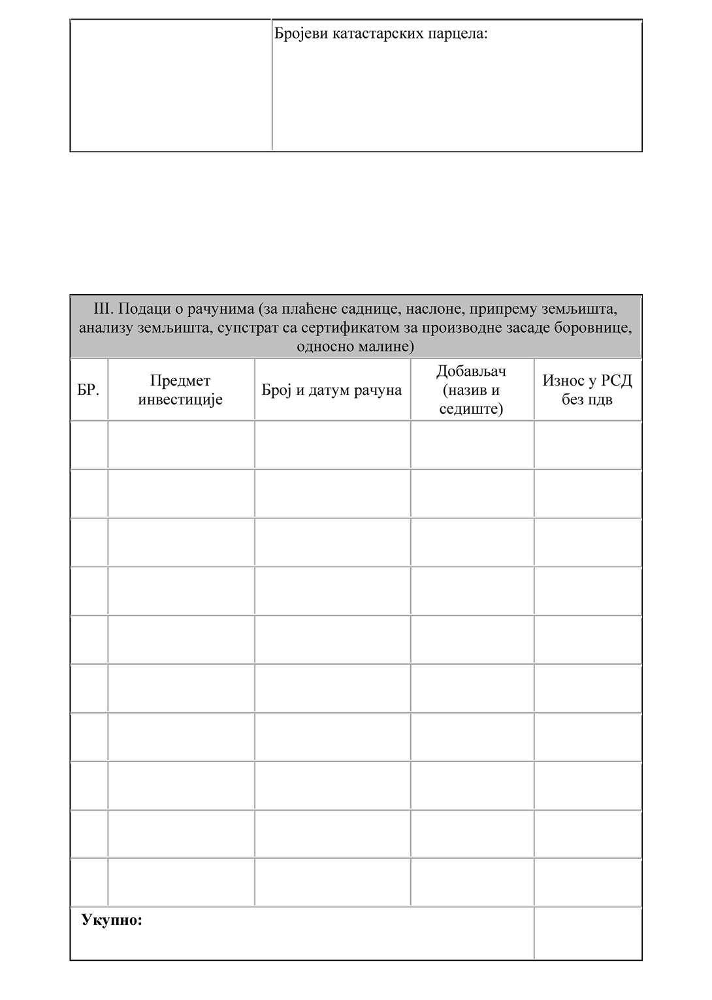 Бројеви катастарских парцела:
III. Подаци о рачунима (за плаћене саднице, наслоне, припрему земљишта,
анализу земљишта, супстрат са сертификатом за производне засаде боровнице,
односно малине)
БР.
Предмет
инвестиције
Број и датум рачуна
Добављач
(назив и
седиште)
Износ у РСД
без пдв
Укупно: